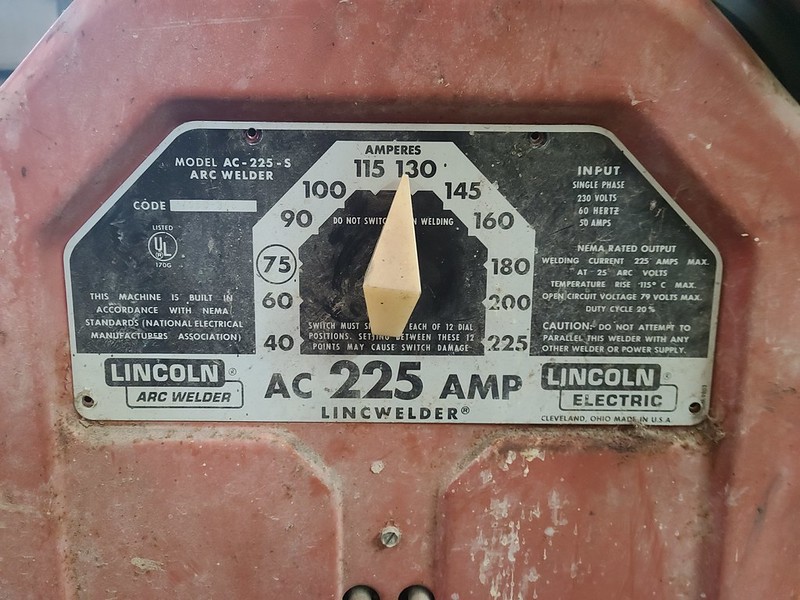 AMPERES
MODEL AC-225-S
ARC WELDER
CODE
LISTED
UL
170G
THIS MACHINE IS BUILT IN
ACCORDANCE WITH NEMA
STANDARDS (NATIONAL ELECTRICAL
MANUFACTURERS ASSOCIATION)
115 130
100 145
90 160
75 180
60 200
40 225
DO NOT SWITCH WELDING
SWITCH MUST EACH OF 12 DIAL
POSITIONS. SETTING BETWEEN THESE 12
POINTS MAY CAUSE SWITCH DAMAGE
INPUT
SINGLE PHASE
230 VOLTS
60 HERTZ
50 AMPS
NEMA RATED OUTPUT
WELDING CURRENT 225 AMPS MAX.
AT 25 ARC VOLTS
TEMPERATURE RISE 115° C MAX.
OPEN CIRCUIT VOLTAGE 79 VOLTS MAX.
DUTY CYCLE 20%
CAUTION: DO NOT ATTEMPT TO
PARALLEL THIS WELDER WITH ANY
OTHER WELDER OR POWER SUPPLY.
LINCOLN®
ARC WELDER
AC 225 AMP
LINCWELDER®
LINCOLN®
ELECTRIC
CLEVELAND, OHIO MADE IN U.S.A.